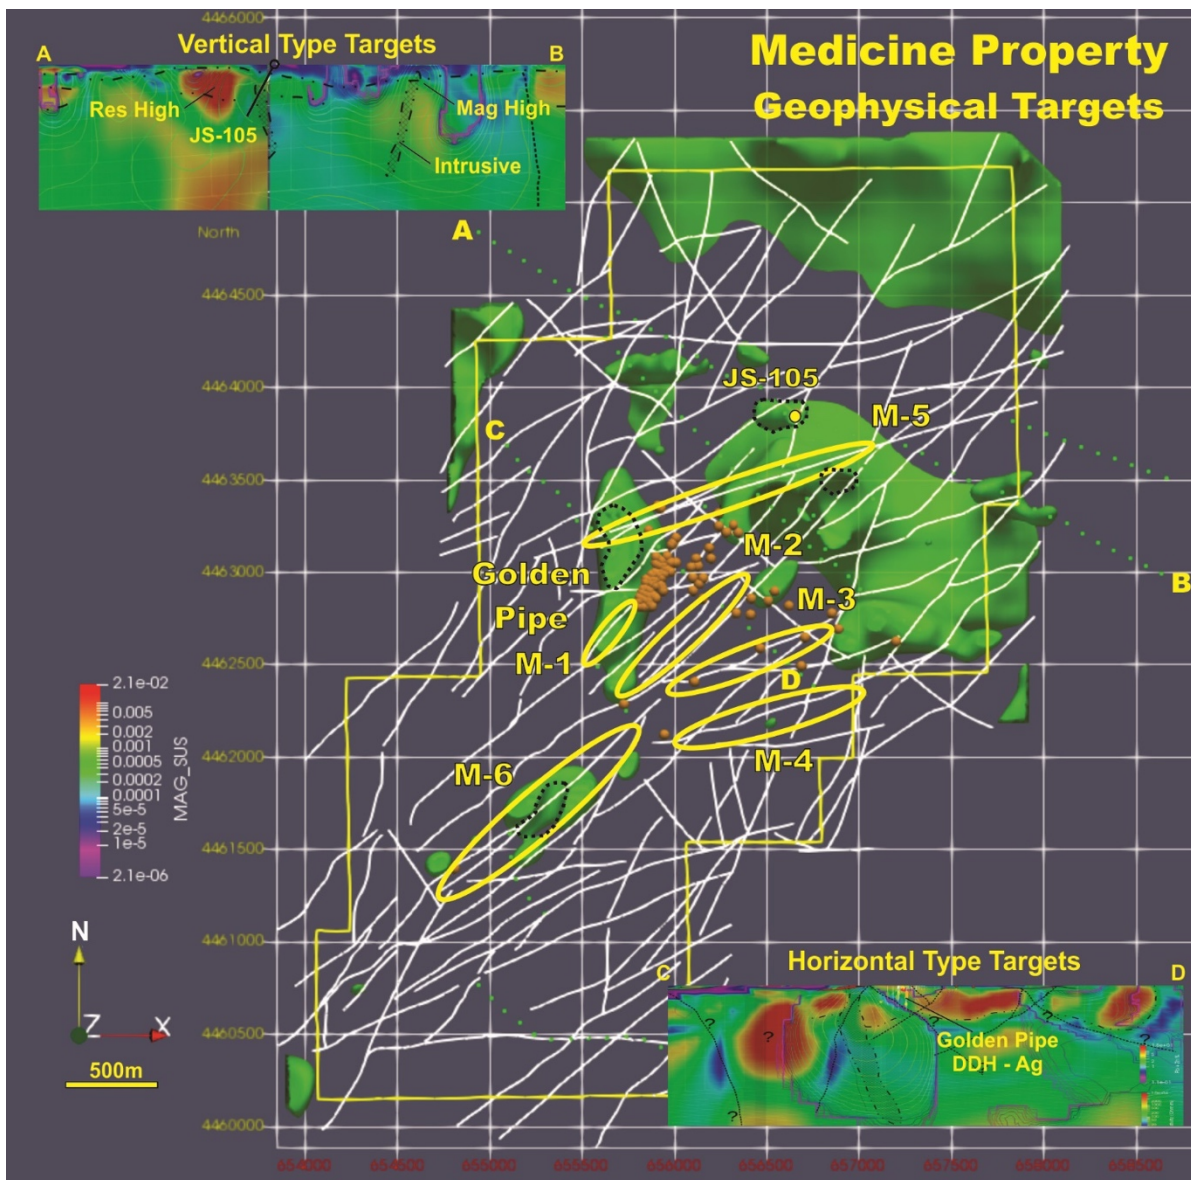 4466000
Vertical Type Targets
A
B
Res High
JS-105
Mag High
Intrusive
Medicine Property
Geophysical Targets
A
North
4464500
4464000
JS-105
M-5
C
4463500
M-2
Golden
4463000
B
Pipe
M-3
M-1
4462500
D
2.1e-02
0.005
0.002
0.001
0.0005
0.0002
0.0001
5e-5
2e-5
1e-5
2.1e-06
MAG_SUS
4462000
M-4
M-6
4461500
N
4461000
Horizontal Type Targets
C
D
Z
X
4460500
? ? ? ? ? ?
Golden Pipe
DDH - Ag
500m
4460000
654000 654500 655000 655500 656000 656500 657000 657500 658000 658500